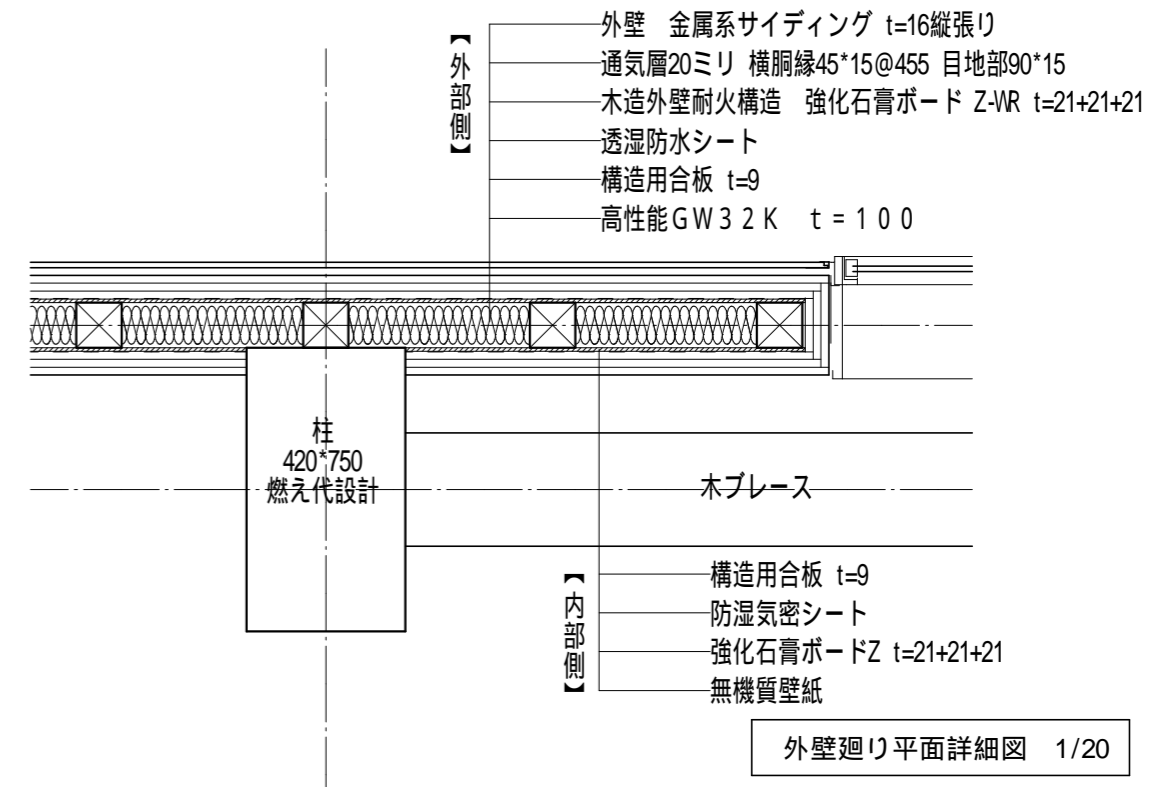 【外部側】
外壁　金属系サイディング t=16縦張り
通気層20ミリ 横胴縁45*15@455 目地部90*15
木造外壁耐火構造　強化石膏ボード Z-WR t=21+21+21
透湿防水シート
構造用合板 t=9
高性能GW32K　t=100
柱
420*750
燃え代設計
木ブレース
【内部側】
構造用合板 t=9
防湿気密シート
強化石膏ボードZ t=21+21+21
無機質壁紙
外壁廻り平面詳細図　1/20